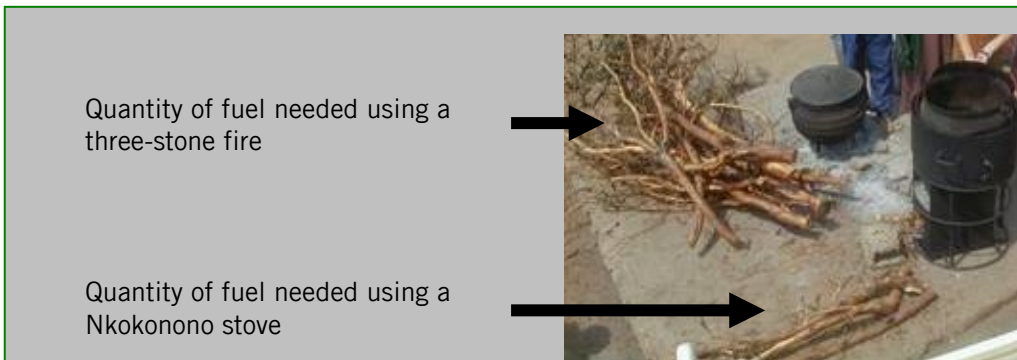 Quantity of fuel needed using a
three-stone fire
Quantity of fuel needed using a
Nkokonono stove